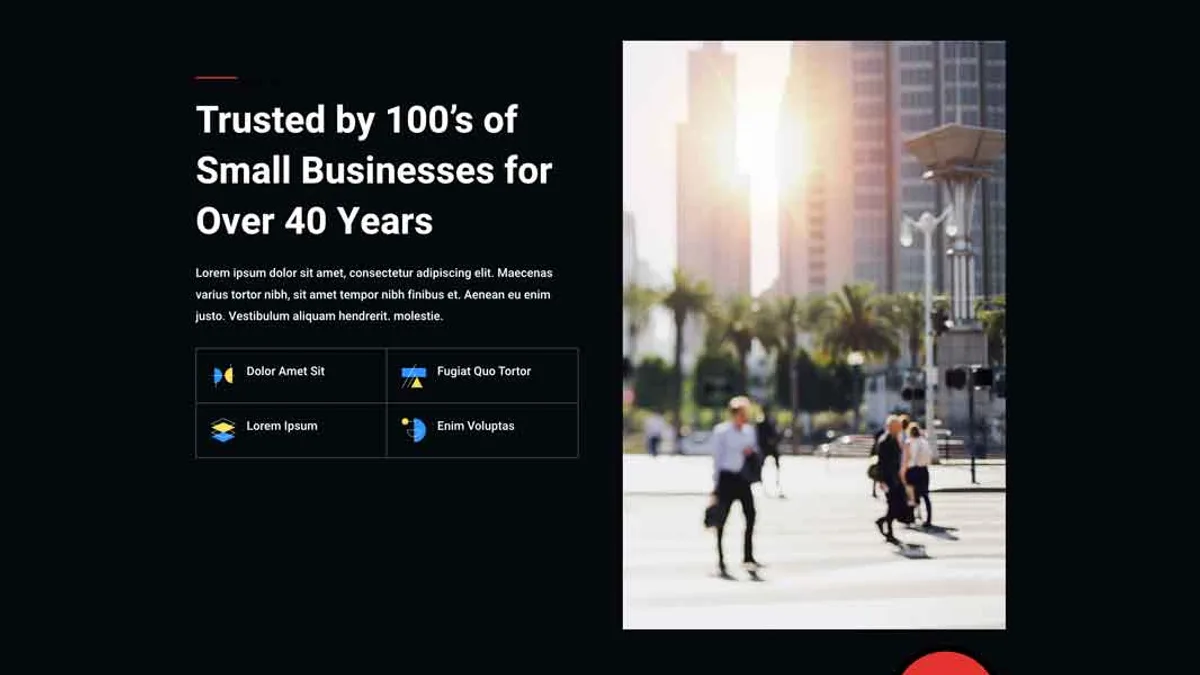 Trusted by 100’s of
Small Businesses for
Over 40 Years
Lorem ipsum dolor sit amet, consectetur adipiscing elit. Maecenas
varius tortor nibh, sit amet tempor nibh finibus et. Aenean eu enim
justo. Vestibulum aliquam hendrerit. molestie.
Dolor Amet Sit
Fugiat Quo Tortor
Lorem Ipsum
Enim Voluptas